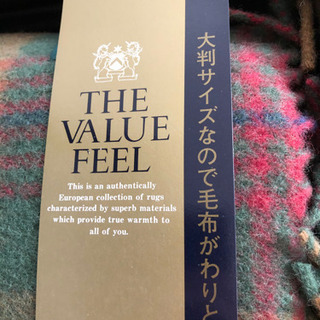 THE
VALUE
FEEL
This is an authentically
European collection of rugs
characterized by superb materials
which provide true warmth to
all of you.
大判サイズなので毛布がわりと